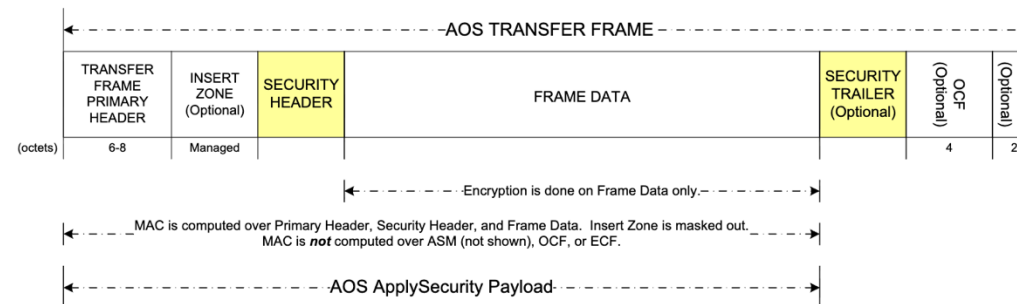 AOS TRANSFER FRAME
TRANSFER
FRAME
PRIMARY
HEADER
INSERT
ZONE
(Optional)
SECURITY
HEADER
FRAME DATA
SECURITY
TRAILER
(Optional)
OCF
(Optional)
(Optional)
(octets)
6-8
Managed
4
2
Encryption is done on Frame Data only.
MAC is computed over Primary Header, Security Header, and Frame Data. Insert Zone is masked out.
MAC is not computed over ASM (not shown), OCF, or ECF.
AOS ApplySecurity Payload